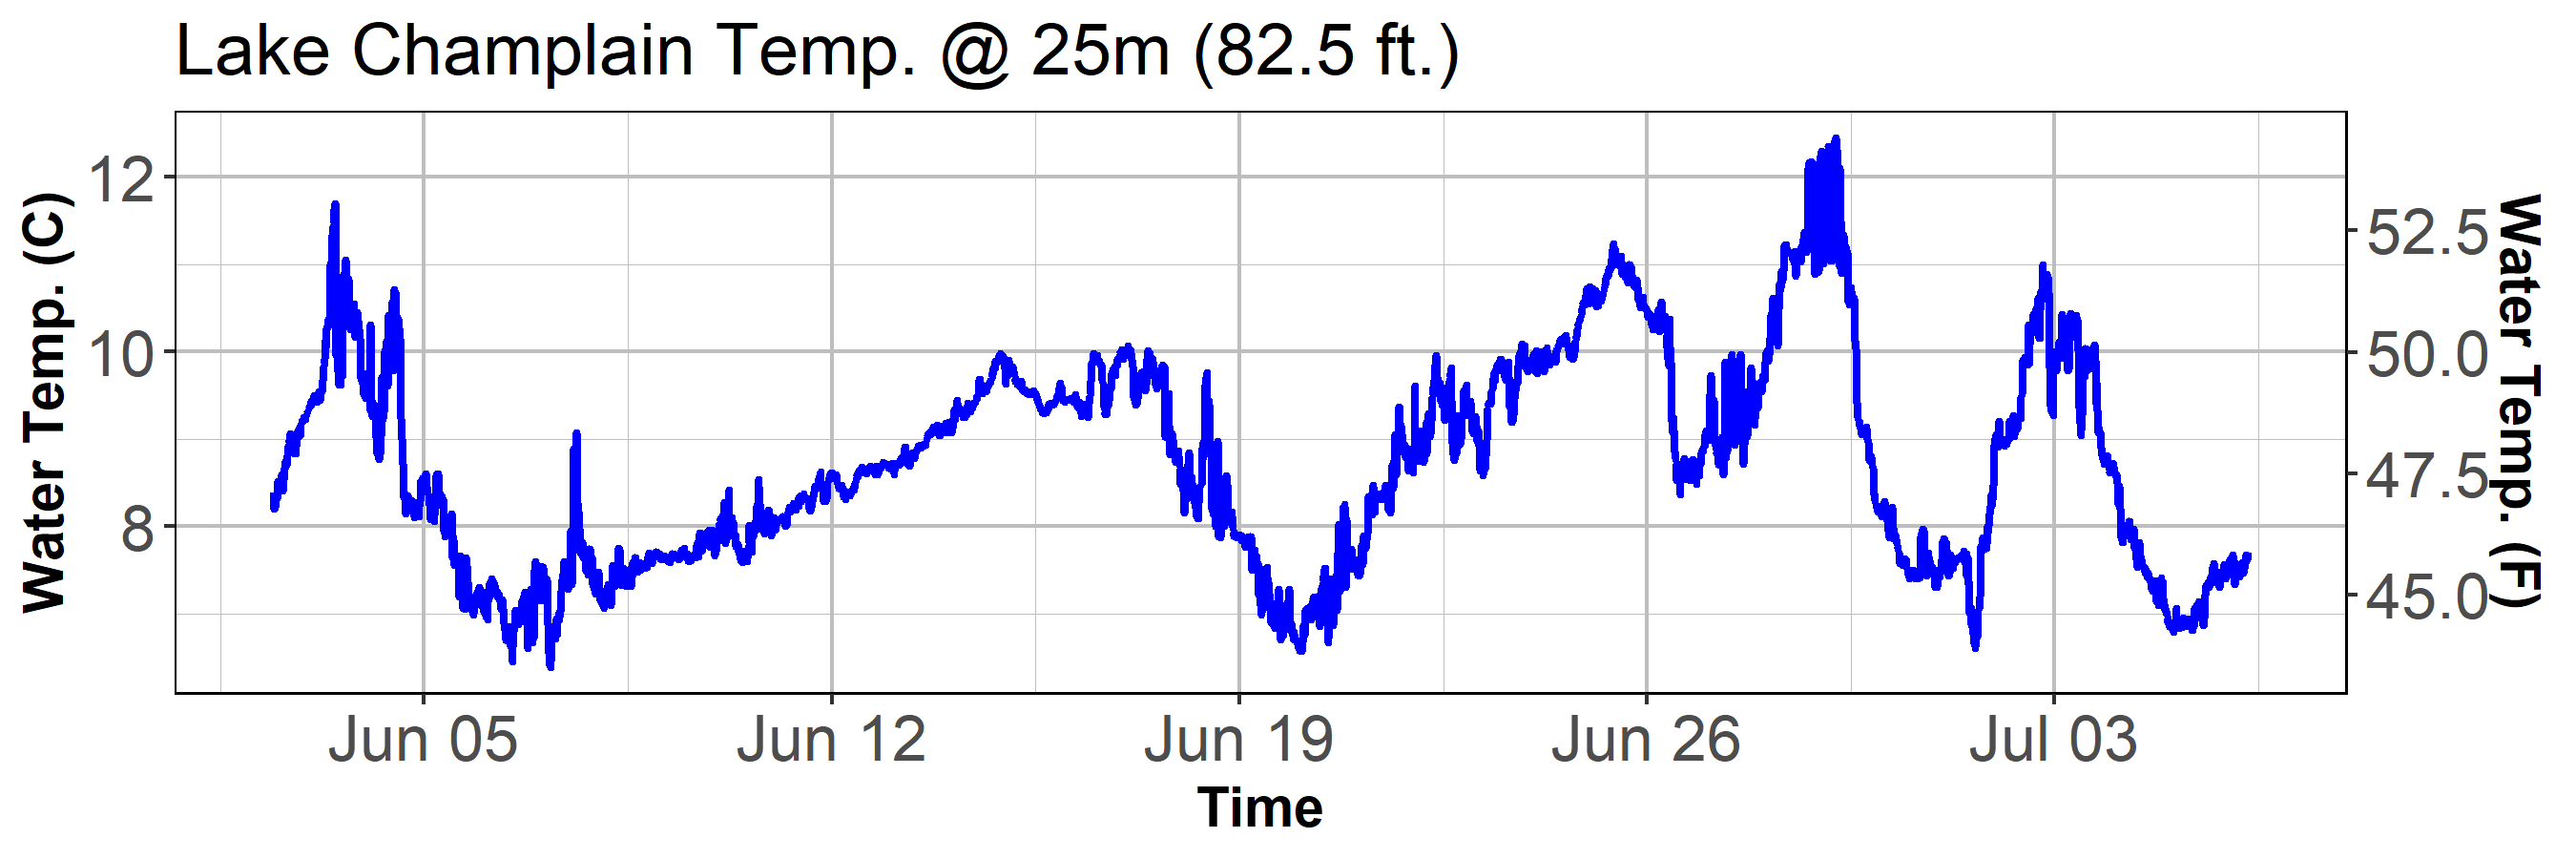 Lake Champlain Temp. @ 25m (82.5 ft.)
Water Temp. (C)
12
10
8
52.5
50.0
47.5
45.0
Water Temp. (F)
Jun 05 Jun 12 Jun 19 Jun 26 Jul 03
Time